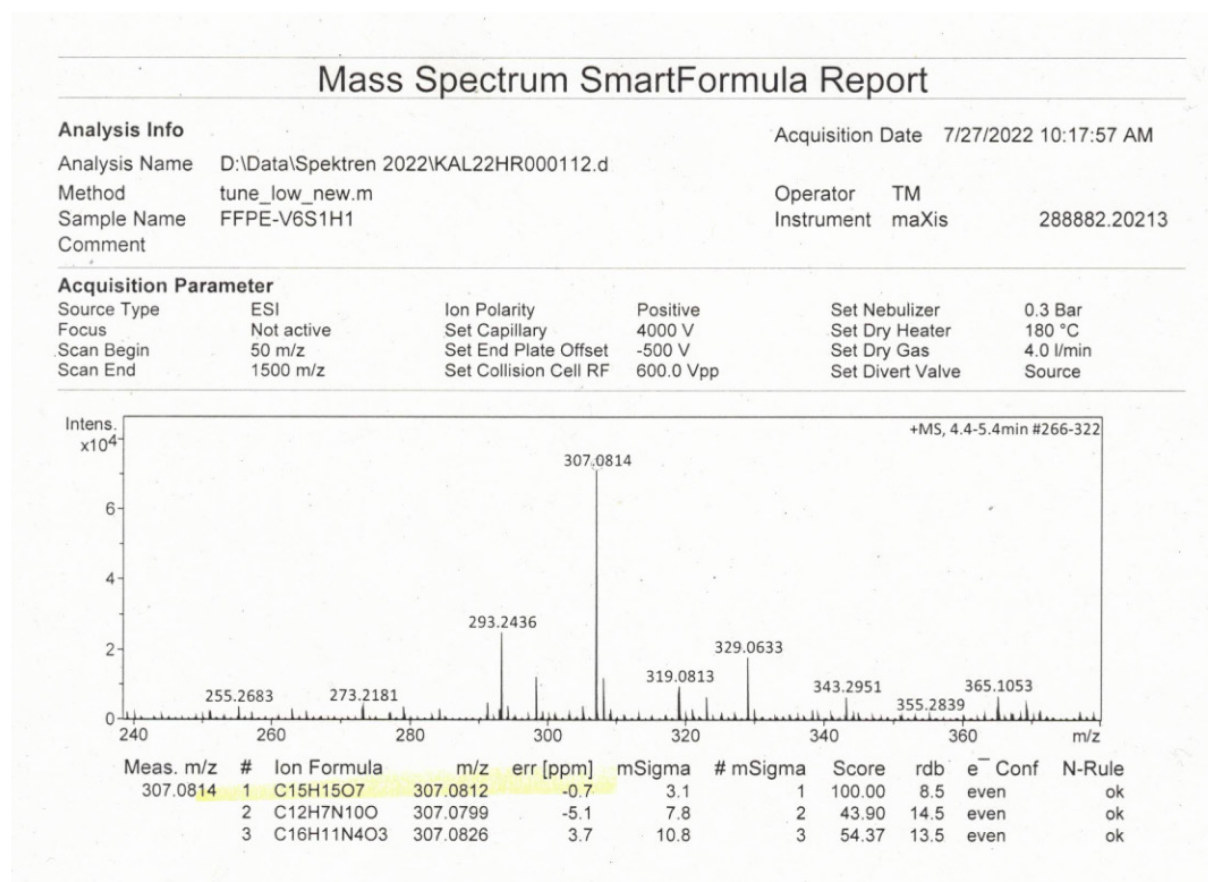 Mass Spectrum SmartFormula Report
Analysis Info
Acquisition Date 7/27/2022 10:17:57 AM
Analysis Name D:\Data\Spektren 2022\KAL22HR000112.d
Method tune_low_new.m
Operator TM
Sample Name FFPE-V6S1H1
Instrument maXis 288882.20213
Comment
Acquisition Parameter
Source Type ESI Ion Polarity Positive Set Nebulizer 0.3 Bar
Focus Not active Set Capillary 4000 V Set Dry Heater 180 °C
Scan Begin 50 m/z Set End Plate Offset -500 V Set Dry Gas 4.0 l/min
Scan End 1500 m/z Set Collision Cell RF 600.0 Vpp Set Divert Valve Source
Intens.
x10⁴
+MS, 4.4-5.4min #266-322
307.0814
6
4
293.2436
2
329.0633
319.0813
255.2683
273.2181
343.2951
365.1053
355.2839
0
240 260 280 300 320 340 360 m/z
Meas. m/z # Ion Formula m/z err [ppm] mSigma # mSigma Score rdb e⁻ Conf N-Rule
307.0814 1 C15H15O7 307.0812 -0.7 3.1 1 100.00 8.5 even ok
2 C12H7N10O 307.0799 -5.1 7.8 2 43.90 14.5 even ok
3 C16H11N4O3 307.0826 3.7 10.8 3 54.37 13.5 even ok